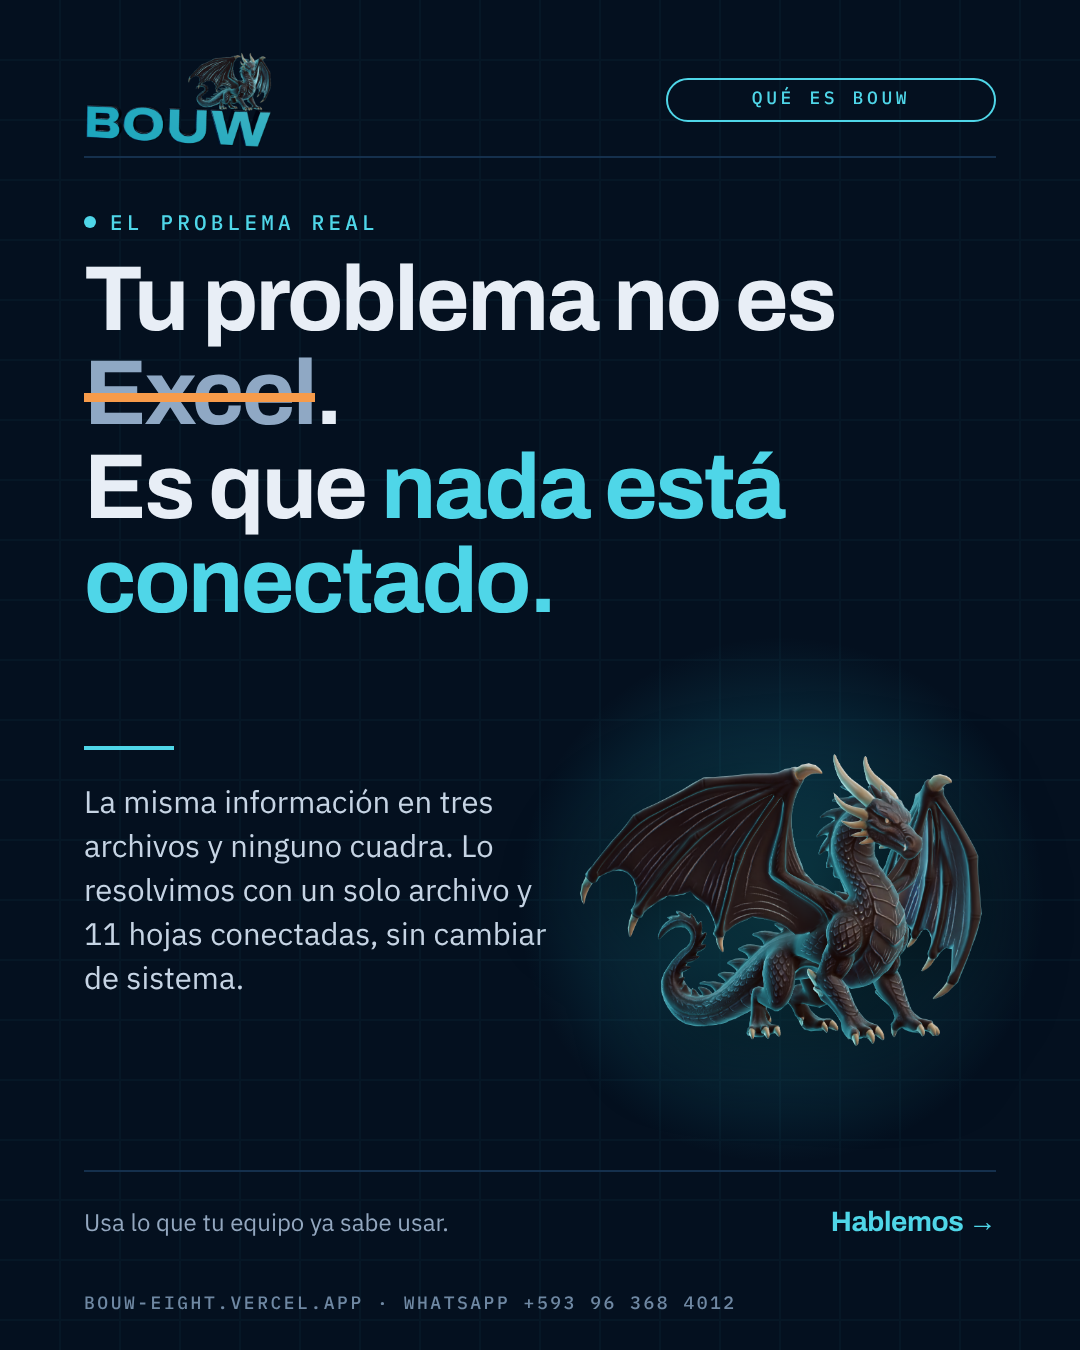 BOUW
QUÉ ES BOUW
EL PROBLEMA REAL
Tu problema no es
Excel.
Es que nada está
conectado.
La misma información en tres
archivos y ninguno cuadra. Lo
resolvimos con un solo archivo y
11 hojas conectadas, sin cambiar
de sistema.
Usa lo que tu equipo ya sabe usar.
Hablemos →
BOUW-EIGHT.VERCEL.APP · WHATSAPP +593 96 368 4012